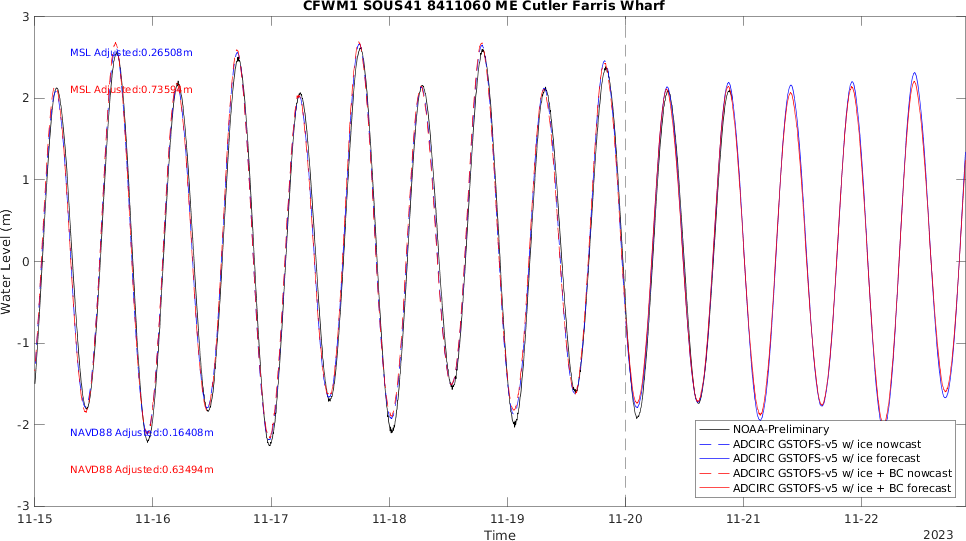 CFWM1 SOUS41 8411060 ME Cutler Farris Wharf
3
MSL Adjusted:0.26508m
MSL Adjusted:0.73594m
2
1
Water Level (m)
0
-1
-2
NAVD88 Adjusted:0.16408m
NAVD88 Adjusted:0.63494m
NOAA-Preliminary
ADCIRC GSTOFS-v5 w/ ice nowcast
ADCIRC GSTOFS-v5 w/ ice forecast
ADCIRC GSTOFS-v5 w/ ice + BC nowcast
ADCIRC GSTOFS-v5 w/ ice + BC forecast
-3
11-15 11-16 11-17 11-18 11-19 11-20 11-21 11-22
Time
2023